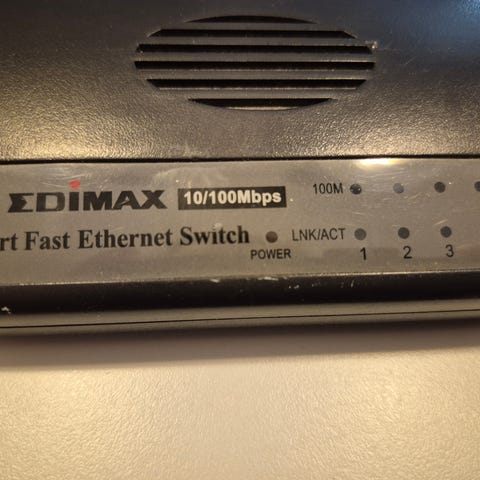 EDIMAX 10/100Mbps 100M
rt Fast Ethernet Switch LNK/ACT
POWER 1 2 3